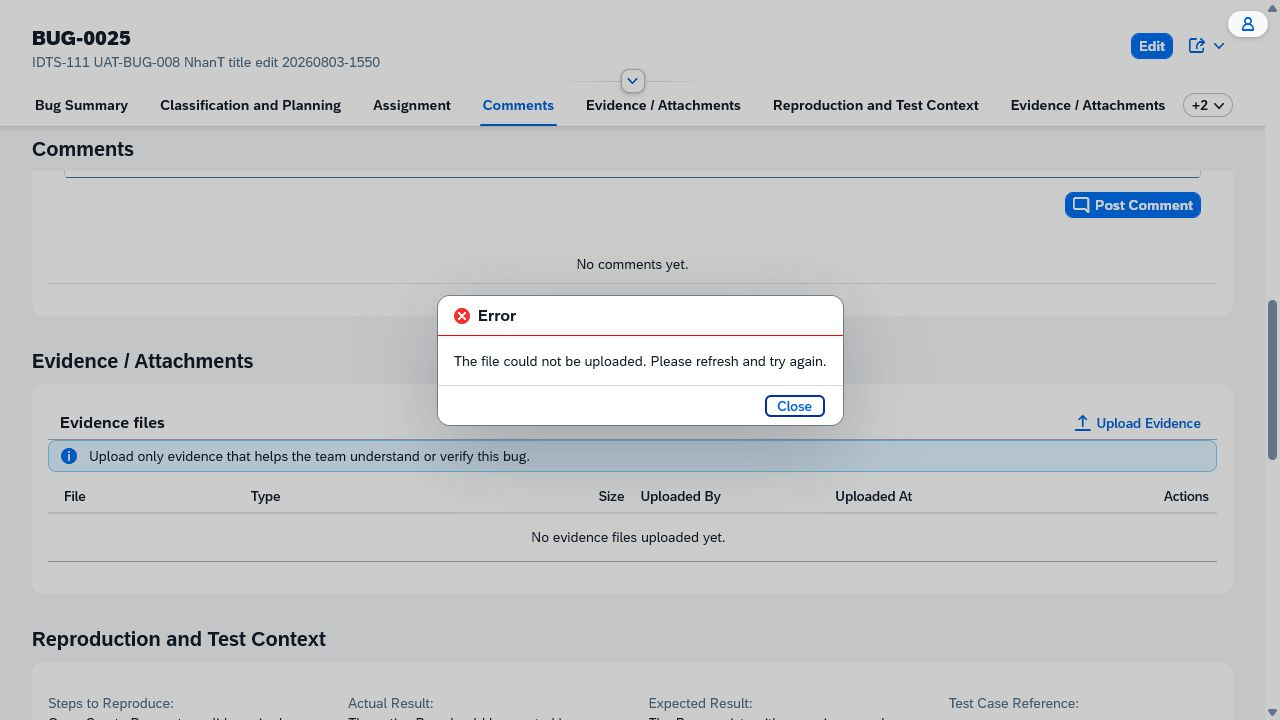 BUG-0025
IDTS-111 UAT-BUG-008 NhanT title edit 20260803-1550
Edit
Bug Summary
Classification and Planning
Assignment
Comments
Evidence / Attachments
Reproduction and Test Context
Evidence / Attachments
+2
Comments
Post Comment
No comments yet.
Error
The file could not be uploaded. Please refresh and try again.
Close
Evidence / Attachments
Evidence files
Upload Evidence
Upload only evidence that helps the team understand or verify this bug.
File Type Size Uploaded By Uploaded At Actions
No evidence files uploaded yet.
Reproduction and Test Context
Steps to Reproduce: Actual Result: Expected Result: Test Case Reference: